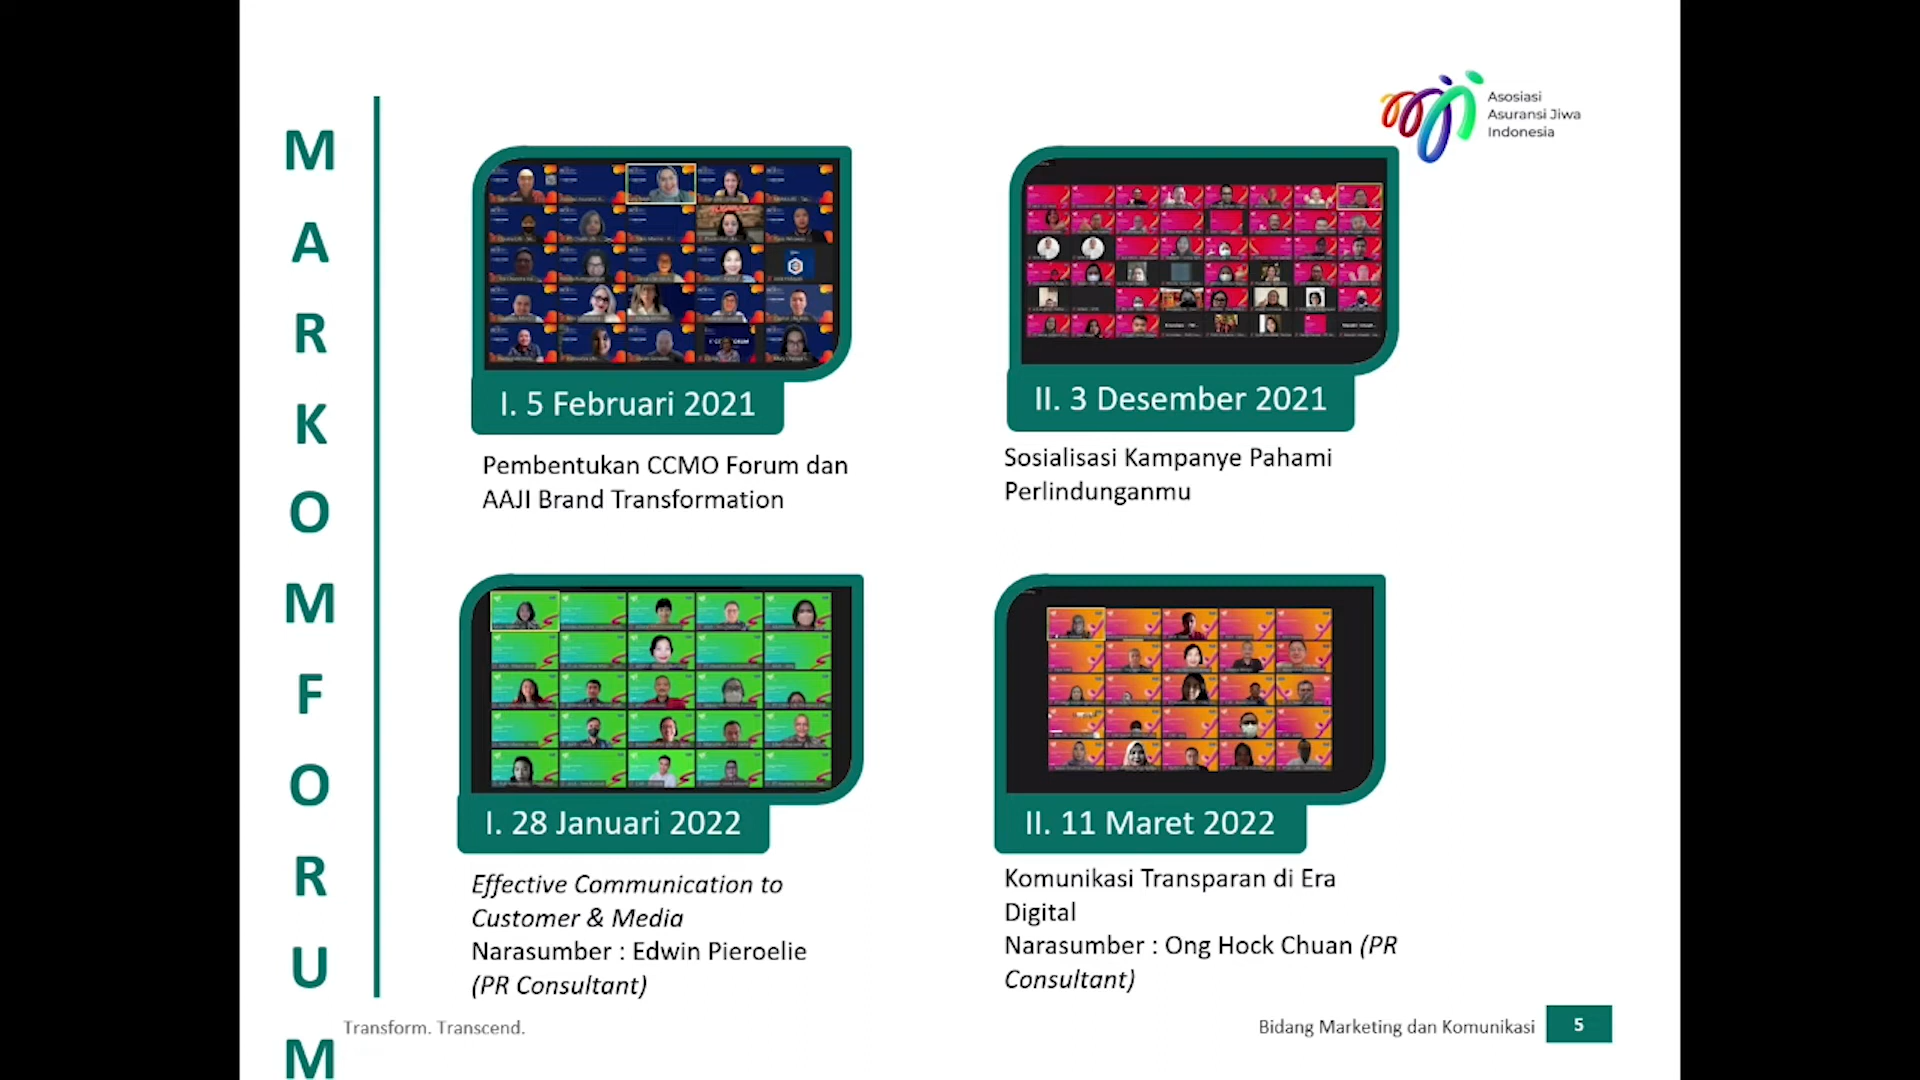 MARKOMFORUM
Asosiasi
Asuransi Jiwa
Indonesia
I. 5 Februari 2021
Pembentukan CCMO Forum dan
AAJI Brand Transformation
II. 3 Desember 2021
Sosialisasi Kampanye Pahami
Perlindunganmu
I. 28 Januari 2022
Effective Communication to
Customer & Media
Narasumber : Edwin Pieroelie
(PR Consultant)
II. 11 Maret 2022
Komunikasi Transparan di Era
Digital
Narasumber : Ong Hock Chuan (PR
Consultant)
Transform. Transcend.
Bidang Marketing dan Komunikasi
5